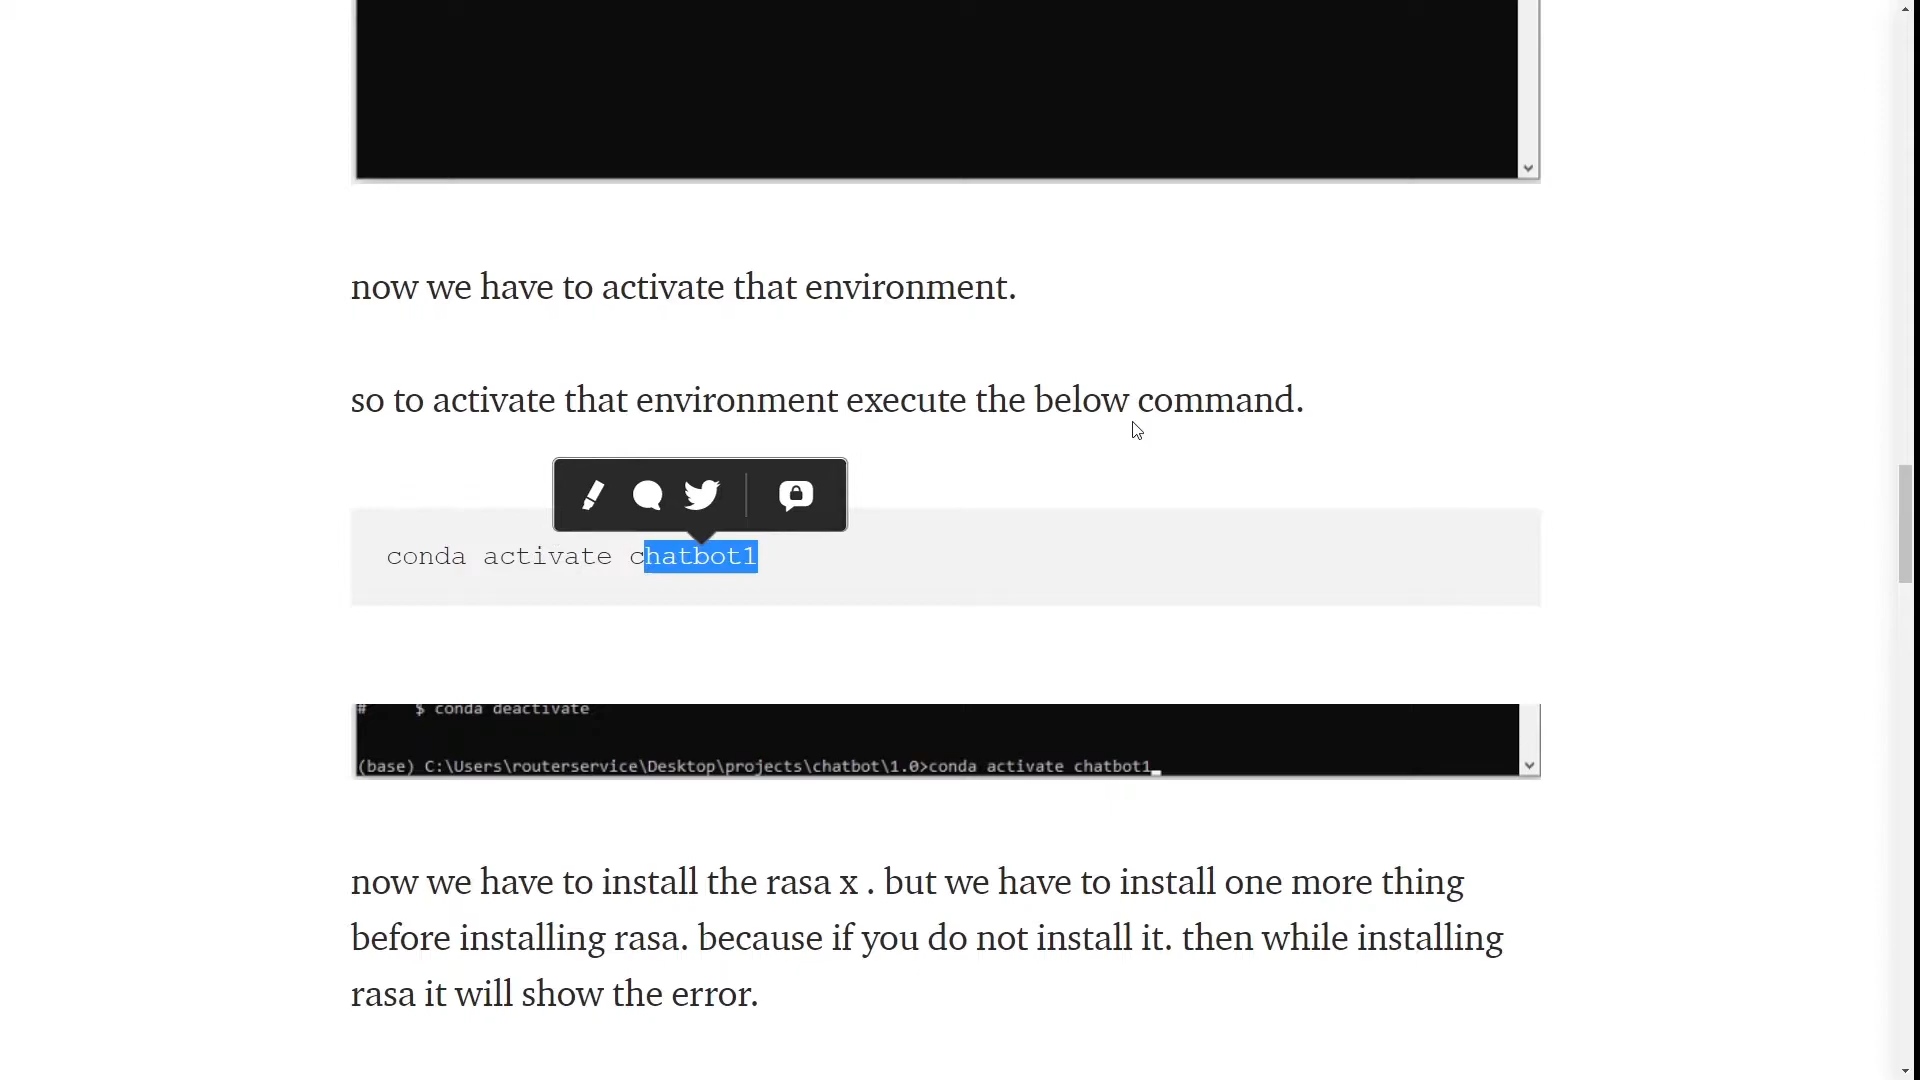 now we have to activate that environment.
so to activate that environment execute the below command.
conda activate chatbot1
#     $ conda deactivate
(base) C:\Users\routerservice\Desktop\projects\chatbot\1.0>conda activate chatbot1_
now we have to install the rasa x . but we have to install one more thing
before installing rasa. because if you do not install it. then while installing
rasa it will show the error.